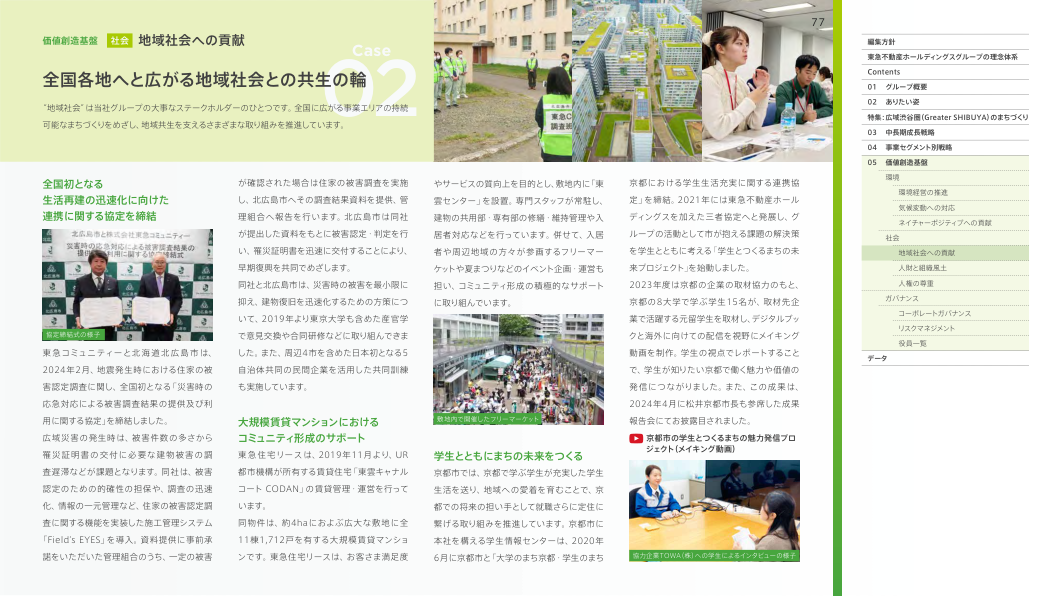 価値創造基盤 社会 地域社会への貢献
Case
02
全国各地へと広がる地域社会との共生の輪
“地域社会”は当社グループの大事なステークホルダーのひとつです。全国に広がる事業エリアの持続
可能なまちづくりをめざし、地域共生を支えるさまざまな取り組みを推進しています。
東急C
調査班
77
全国初となる
生活再建の迅速化に向けた
連携に関する協定を締結
北広島市と株式会社東急コミュニティー
災害時の応急対応による被害調査結果の
協定締結式の様子
東急コミュニティーと北海道北広島市は、
2024年2月、地震発生時における住家の被
害認定調査に関し、全国初となる「災害時の
応急対応による被害調査結果の提供及び利
用に関する協定」を締結しました。
広域災害の発生時は、被害件数の多さから
罹災証明書の交付に必要な建物被害の調
査遅滞などが課題となります。同社は、被害
認定のための的確性の担保や、調査の迅速
化、情報の一元管理など、住家の被害認定調
査に関する機能を実装した施工管理システム
「Field's EYES」を導入。資料提供に事前承
諾をいただいた管理組合のうち、一定の被害
が確認された場合は住家の被害調査を実施
し、北広島市へその調査結果資料を提供、管
理組合へ報告を行います。北広島市は同社
が提出した資料をもとに被害認定・判定を行
い、罹災証明書を迅速に交付することにより、
早期復興を共同でめざします。
同社と北広島市は、災害時の被害を最小限に
抑え、建物復旧を迅速化するための方策につ
いて、2019年より東京大学も含めた産官学
で意見交換や合同研修などに取り組んできま
した。また、周辺4市を含めた日本初となる5
自治体共同の民間企業を活用した共同訓練
も実施しています。
大規模賃貸マンションにおける
コミュニティ形成のサポート
東急住宅リースは、2019年11月より、UR
都市機構が所有する賃貸住宅「東雲キャナル
コート CODAN」の賃貸管理・運営を行って
います。
同物件は、約4haにおよぶ広大な敷地に全
11棟1,712戸を有する大規模賃貸マンショ
ンです。東急住宅リースは、お客さま満足度
やサービスの質向上を目的とし、敷地内に「東
雲センター」を設置。専門スタッフが常駐し、
建物の共用部・専有部の修繕・維持管理や入
居者対応などを行っています。併せて、入居
者や周辺地域の方々が参画するフリーマー
ケットや夏まつりなどのイベント企画・運営も
担い、コミュニティ形成の積極的なサポート
に取り組んでいます。
敷地内で開催したフリーマーケット
学生とともにまちの未来をつくる
京都市では、京都で学ぶ学生が充実した学生
生活を送り、地域への愛着を育むことで、京
都での将来の担い手として就職さらに定住に
繋げる取り組みを推進しています。京都市に
本社を構える学生情報センターは、2020年
6月に京都市と「大学のまち京都・学生のまち
京都における学生生活充実に関する連携協
定」を締結。2021年には東急不動産ホール
ディングスを加えた三者協定へと発展し、グ
ループの活動として市が抱える課題の解決策
を学生とともに考える「学生とつくるまちの未
来プロジェクト」を始動しました。
2023年度は京都の企業の取材協力のもと、
京都の8大学で学ぶ学生15名が、取材先企
業で活躍する元留学生を取材し、デジタルブッ
クと海外に向けての配信を視野にメイキング
動画を制作。学生の視点でレポートすること
で、学生が知りたい京都で働く魅力や価値の
発信につながりました。また、この成果は、
2024年4月に松井京都市長も参席した成果
報告会にてお披露目されました。
京都市の学生とつくるまちの魅力発信プロ
ジェクト（メイキング動画）
協力企業TOWA（株）への学生によるインタビューの様子
編集方針
東急不動産ホールディングスグループの理念体系
Contents
01 グループ概要
02 ありたい姿
特集：広域渋谷圏（Greater SHIBUYA）のまちづくり
03 中長期成長戦略
04 事業セグメント別戦略
05 価値創造基盤
環境
環境経営の推進
気候変動への対応
ネイチャーポジティブへの貢献
社会
地域社会への貢献
人財と組織風土
人権の尊重
ガバナンス
コーポレートガバナンス
リスクマネジメント
役員一覧
データ